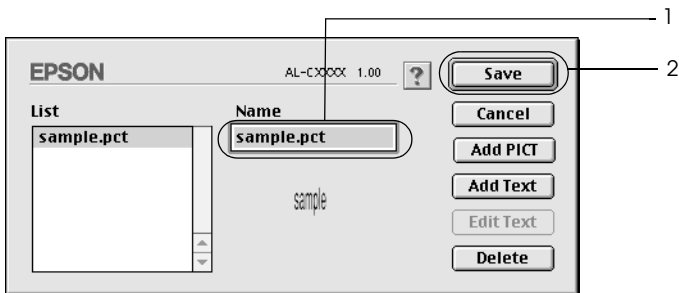 1
EPSON
AL-CXXXX 1.00
?
Save
2
List
Name
Cancel
sample.pct
sample.pct
Add PICT
sample
Add Text
Edit Text
Delete